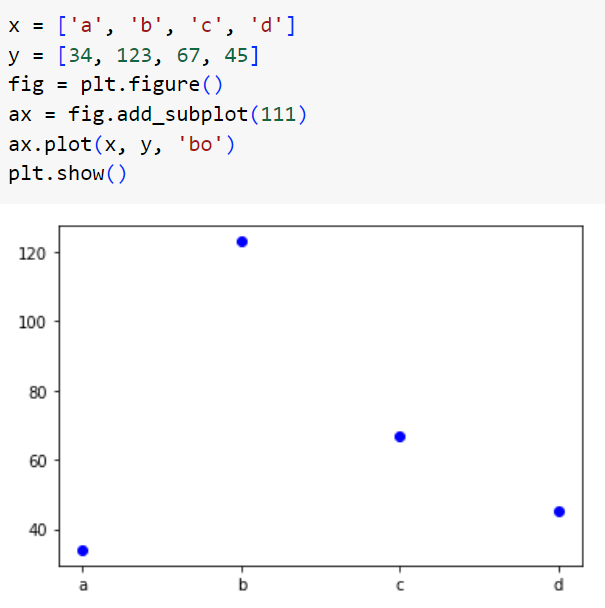 x = ['a', 'b', 'c', 'd']
y = [34, 123, 67, 45]
fig = plt.figure()
ax = fig.add_subplot(111)
ax.plot(x, y, 'bo')
plt.show()
120
100
80
60
40
a b c d